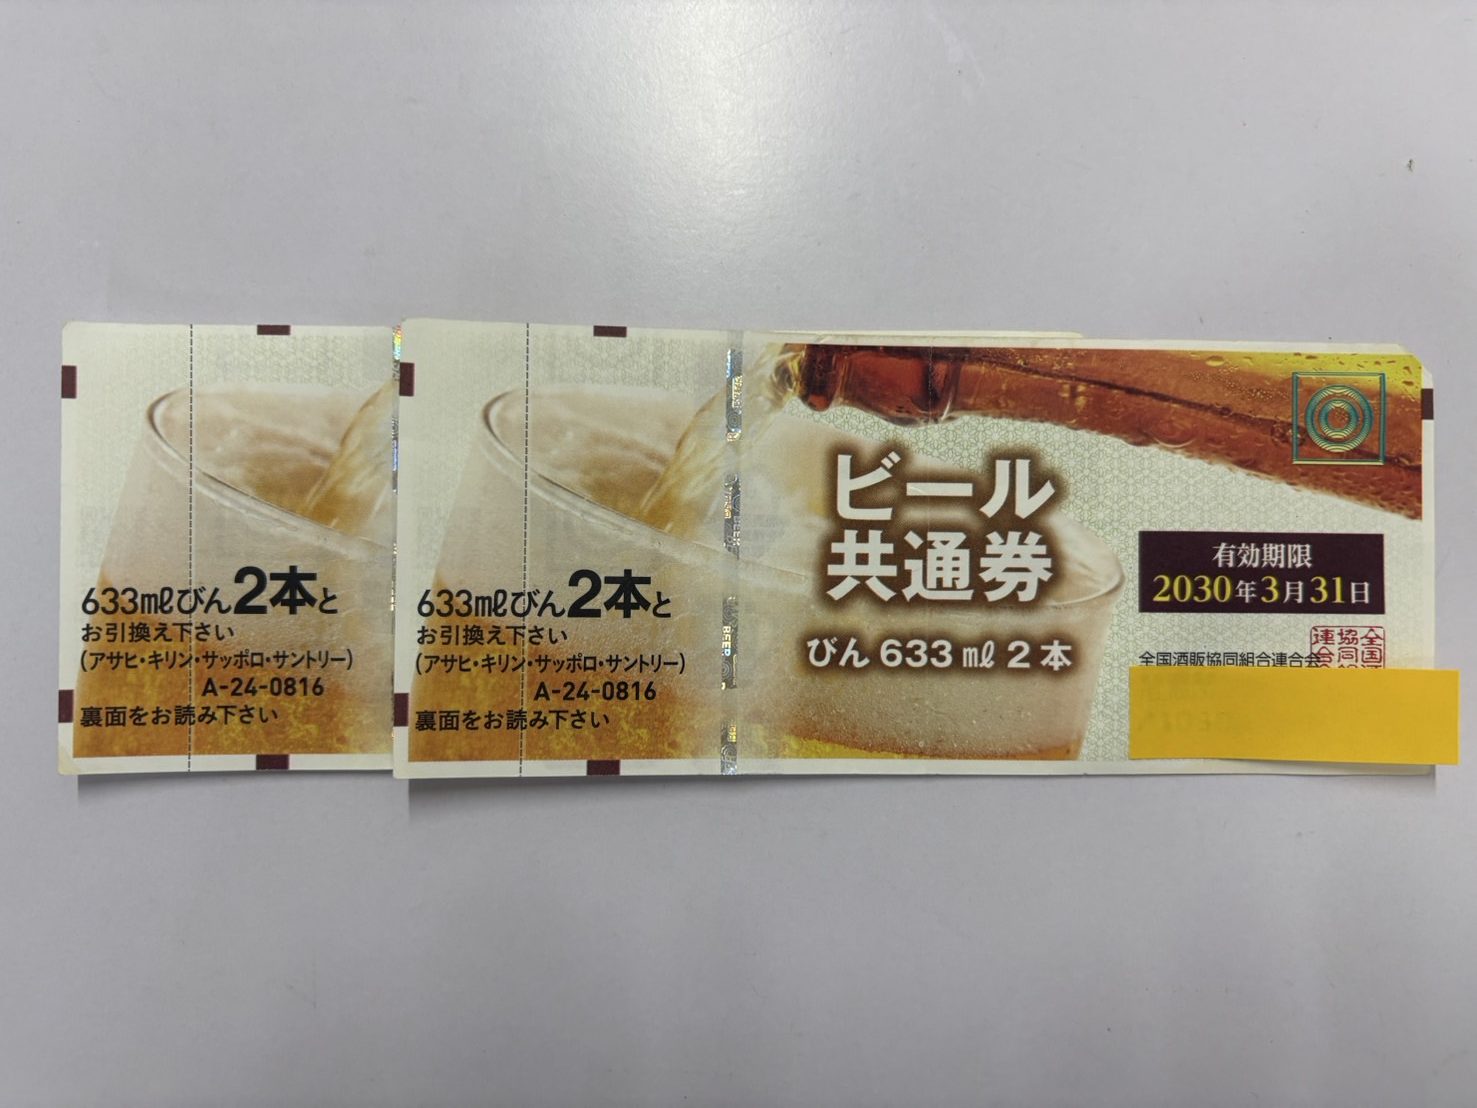 633mlびん2本と
お引換え下さい
(アサヒ・キリン・サッポロ・サントリー)
A-24-0816
裏面をお読み下さい
633mlびん2本と
お引換え下さい
(アサヒ・キリン・サッポロ・サントリー)
A-24-0816
裏面をお読み下さい
BEER
ビール
共通券
びん633ml2本
有効期限
2030年3月31日
全国酒販協同組合連合会